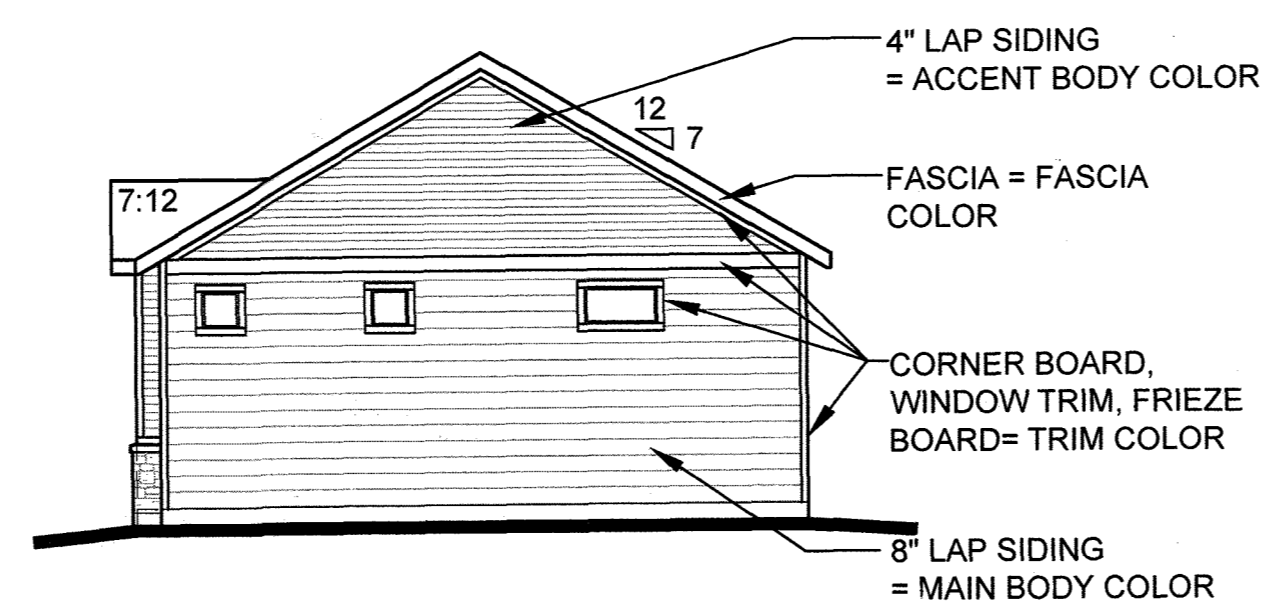 4" LAP SIDING
= ACCENT BODY COLOR
12
7
7:12
FASCIA = FASCIA
COLOR
CORNER BOARD,
WINDOW TRIM, FRIEZE
BOARD= TRIM COLOR
8" LAP SIDING
= MAIN BODY COLOR